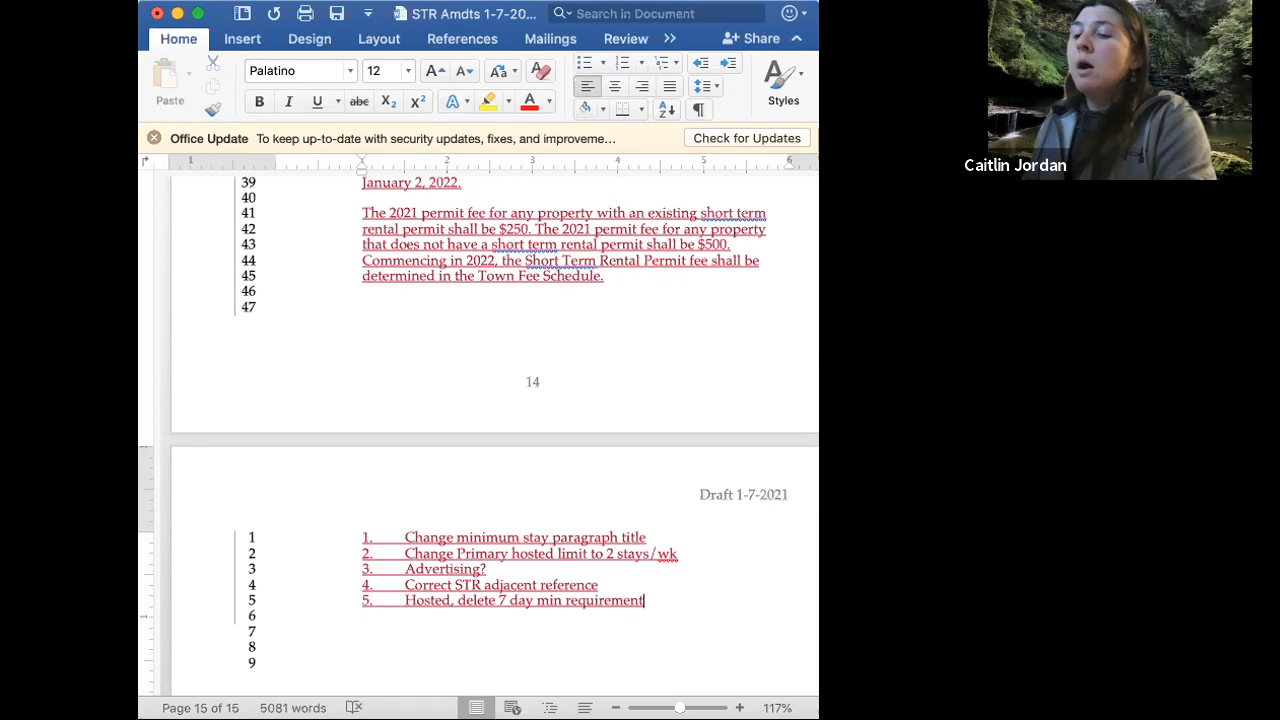 STR Amdts 1-7-20...
Search in Document
Home Insert Design Layout References Mailings Review >> Share
Paste
Palatino 12
Styles
Office Update To keep up-to-date with security updates, fixes, and improveme... Check for Updates
1 2 3 4 5 6
39 January 2, 2022.
40
41 The 2021 permit fee for any property with an existing short term
42 rental permit shall be $250. The 2021 permit fee for any property
43 that does not have a short term rental permit shall be $500.
44 Commencing in 2022, the Short Term Rental Permit fee shall be
45 determined in the Town Fee Schedule.
46
47
14
Draft 1-7-2021
1 1. Change minimum stay paragraph title
2 2. Change Primary hosted limit to 2 stays/wk
3 3. Advertising?
4 4. Correct STR adjacent reference
5 5. Hosted, delete 7 day min requirement
6
7
8
9
Page 15 of 15 5081 words 117%
Caitlin Jordan